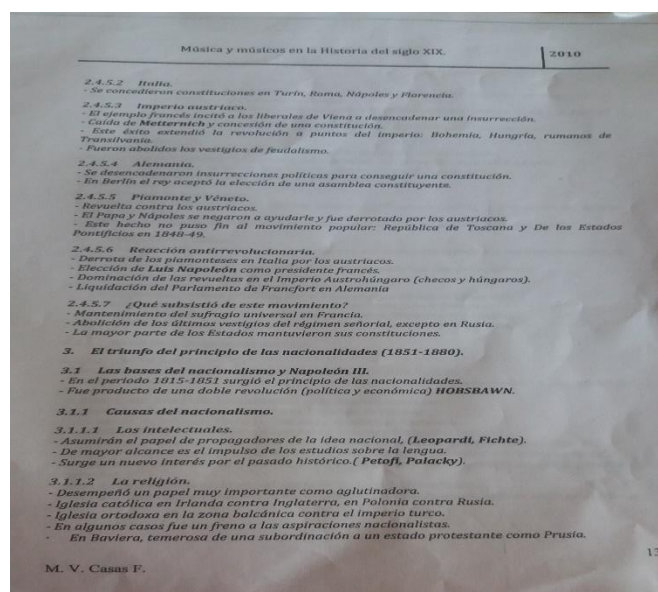 Música y músicos en la Historia del siglo XIX.
2010
2.4.5.2 Italia.
- Se concedieron constituciones en Turín, Roma, Nápoles y Florencia.
2.4.5.3 Imperio austriaco.
- El ejemplo francés incitó a los liberales de Viena a desencadenar una insurrección.
- Caída de Metternich y concesión de una constitución.
- Este éxito extendió la revolución a puntos del imperio: Bohemia, Hungría, rumanos de
Transilvania.
- Fueron abolidos los vestigios de feudalismo.
2.4.5.4 Alemania.
- Se desencadenaron insurrecciones políticas para conseguir una constitución.
- En Berlín el rey aceptó la elección de una asamblea constituyente.
2.4.5.5 Piamonte y Véneto.
- Revuelta contra los austriacos.
- El Papa y Nápoles se negaron a ayudarle y fue derrotado por los austriacos.
- Este hecho no puso fin al movimiento popular: República de Toscana y De los Estados
Pontificios en 1848-49.
2.4.5.6 Reacción antirrevolucionaria.
- Derrota de los piamonteses en Italia por los austriacos.
- Elección de Luis Napoleón como presidente francés.
- Dominación de las revueltas en el Imperio Austrohúngaro (checos y húngaros).
- Liquidación del Parlamento de Francfort en Alemania
2.4.5.7 ¿Qué subsistió de este movimiento?
- Mantenimiento del sufragio universal en Francia.
- Abolición de los últimos vestigios del régimen señorial, excepto en Rusia.
- La mayor parte de los Estados mantuvieron sus constituciones.
3. El triunfo del principio de las nacionalidades (1851-1880).
3.1 Las bases del nacionalismo y Napoleón III.
- En el periodo 1815-1851 surgió el principio de las nacionalidades.
- Fue producto de una doble revolución (política y económica) HOBSBAWN.
3.1.1 Causas del nacionalismo.
3.1.1.1 Los intelectuales.
- Asumirán el papel de propagadores de la idea nacional, (Leopardi, Fichte).
- De mayor alcance es el impulso de los estudios sobre la lengua.
- Surge un nuevo interés por el pasado histórico.( Petofi, Palacky).
3.1.1.2 La religión.
- Desempeñó un papel muy importante como aglutinadora.
- Iglesia católica en Irlanda contra Inglaterra, en Polonia contra Rusia.
- Iglesia ortodoxa en la zona balcánica contra el imperio turco.
- En algunos casos fue un freno a las aspiraciones nacionalistas.
- En Baviera, temerosa de una subordinación a un estado protestante como Prusia.
M. V. Casas F.